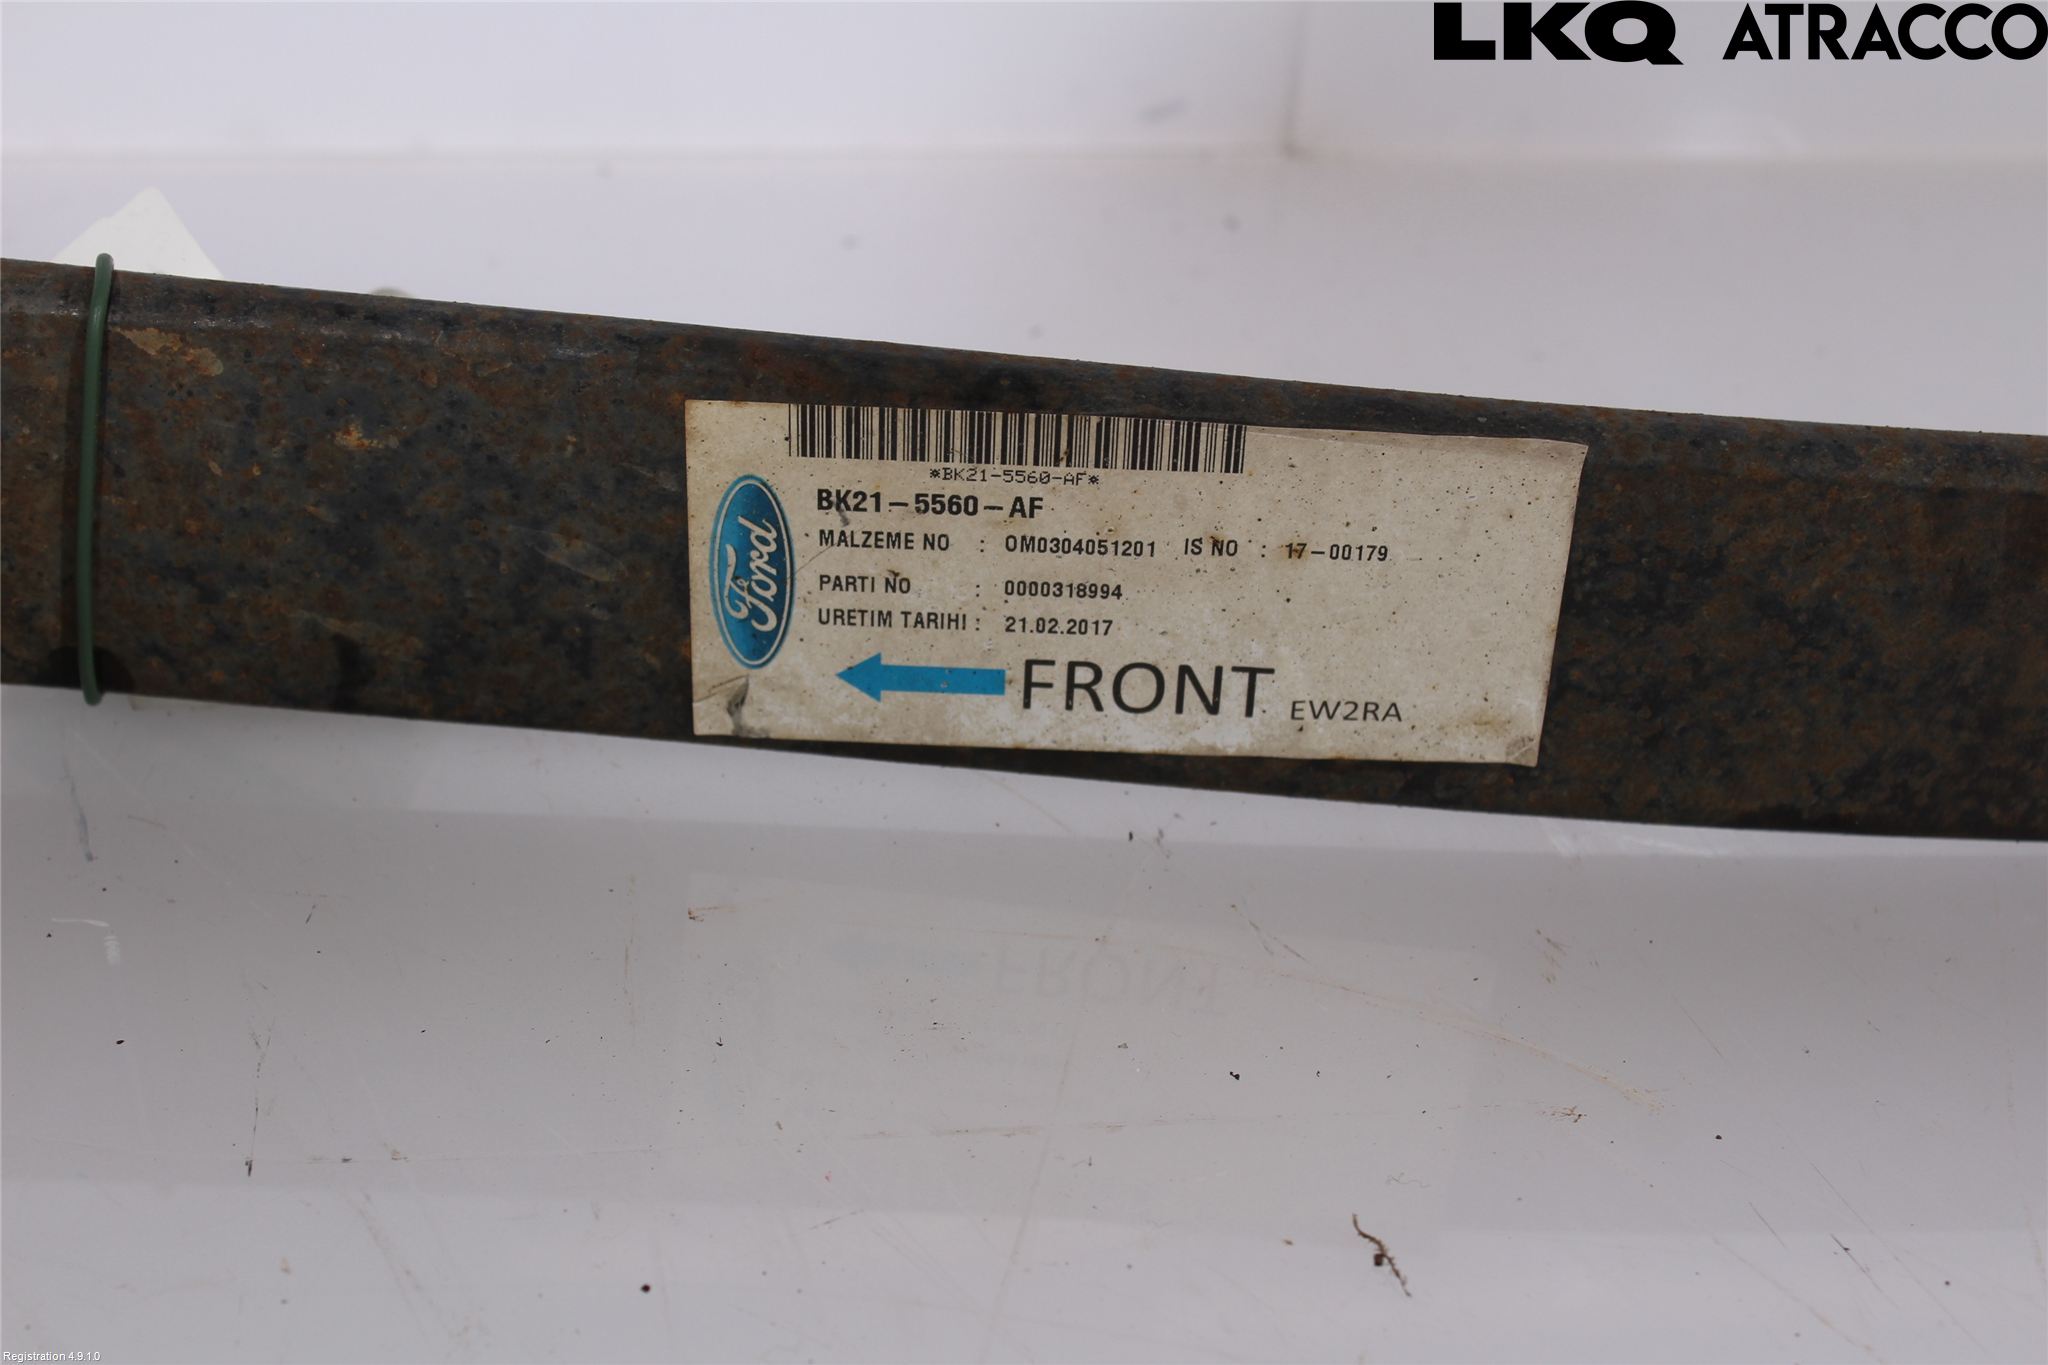 LKQ ATRACCO
*BK21-5560-AF*
BK21-5560-AF
Ford
MALZEME NO : OM0304051201 IS NO : 17-00179
PARTI NO : 0000318994
URETIM TARIHI : 21.02.2017
FRONT EW2RA
FRONT
Registration 4.9.1.0